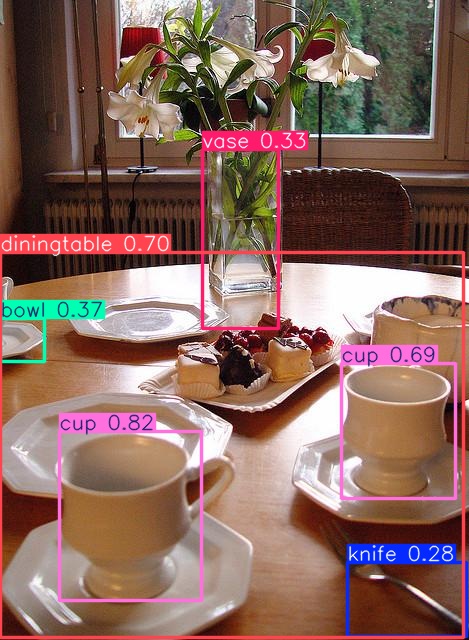 vase 0.33
diningtable 0.70
bowl 0.37
cup 0.69
cup 0.82
knife 0.28